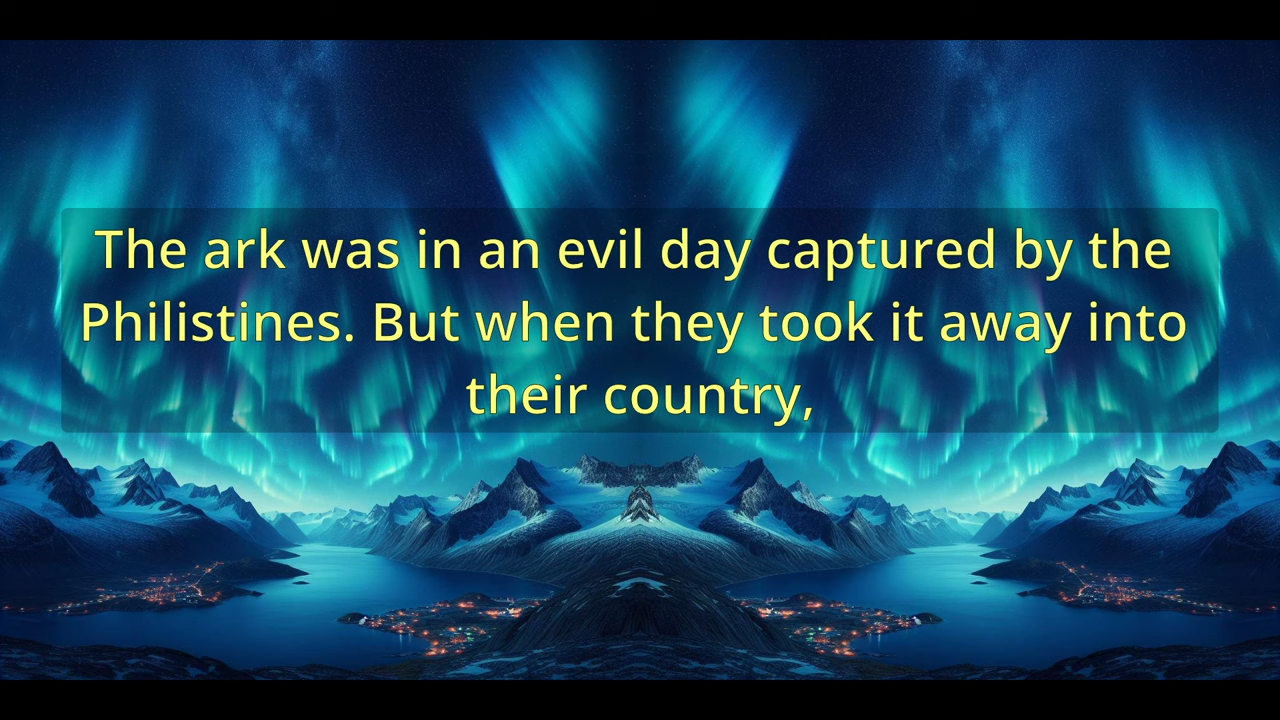 The ark was in an evil day captured by the
Philistines. But when they took it away into
their country,